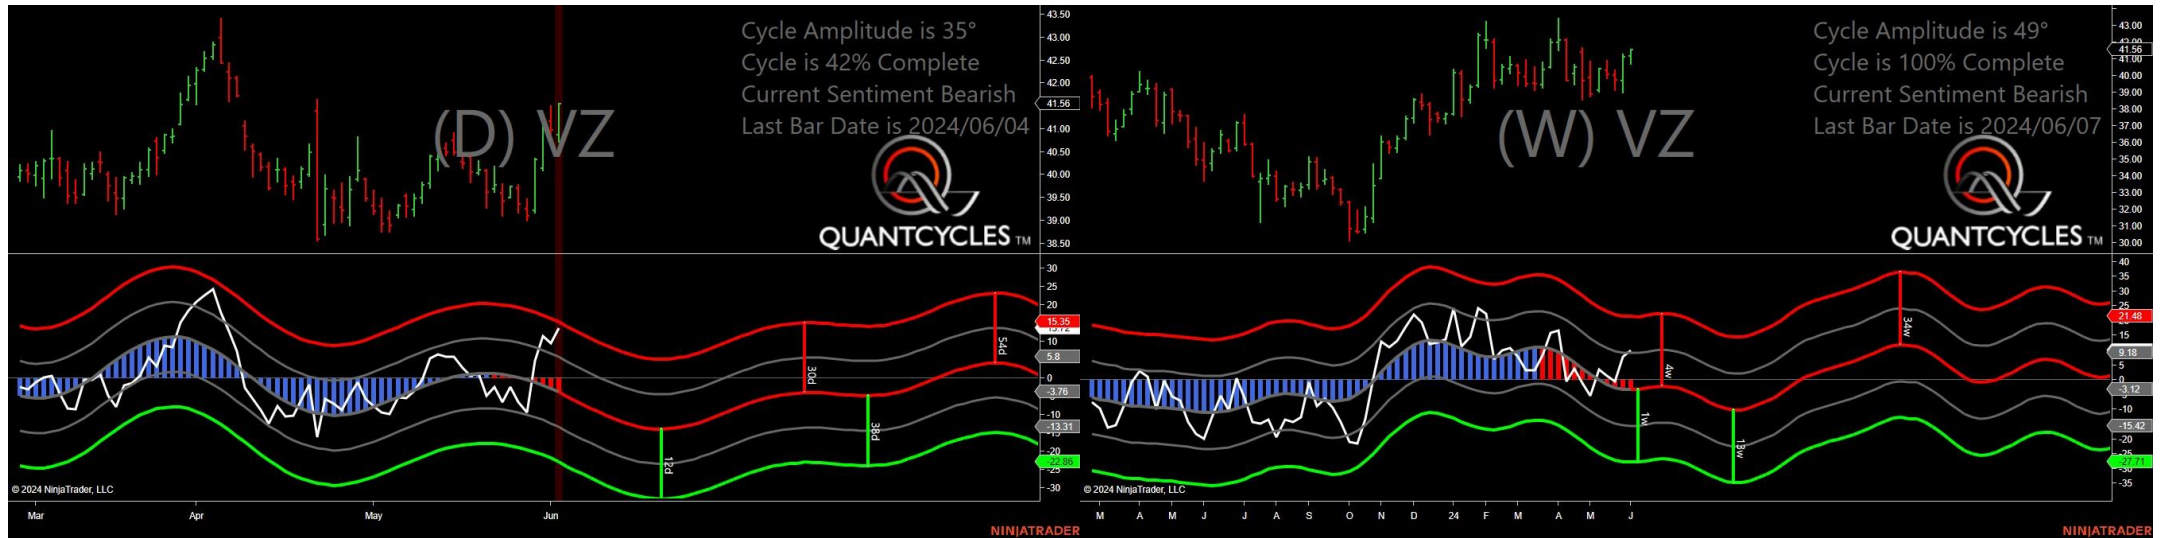 Cycle Amplitude is 35°
Cycle is 42% Complete
Current Sentiment Bearish
Last Bar Date is 2024/06/04
(D) VZ
QUANTCYCLES TM
43.50
43.00
42.50
42.00
41.56
41.00
40.50
40.00
39.50
39.00
38.50
30
25
20
15.35
10
5.8
0
-3.76
-10
-13.31
-20
-22.86
-25
-30
30d
54d
38d
12d
© 2024 NinjaTrader, LLC
Mar
Apr
May
Jun
NINJATRADER
Cycle Amplitude is 49°
Cycle is 100% Complete
Current Sentiment Bearish
Last Bar Date is 2024/06/07
(W) VZ
QUANTCYCLES TM
43.00
41.56
41.00
40.00
39.00
38.00
37.00
36.00
35.00
34.00
33.00
32.00
31.00
30.00
40
35
30
25
21.48
15
9.18
5
0
-3.12
-10
-15.42
-20
-27.71
-35
4w
34w
1w
13w
© 2024 NinjaTrader, LLC
M A M J J A S O N D 24 F M A M J
NINJATRADER